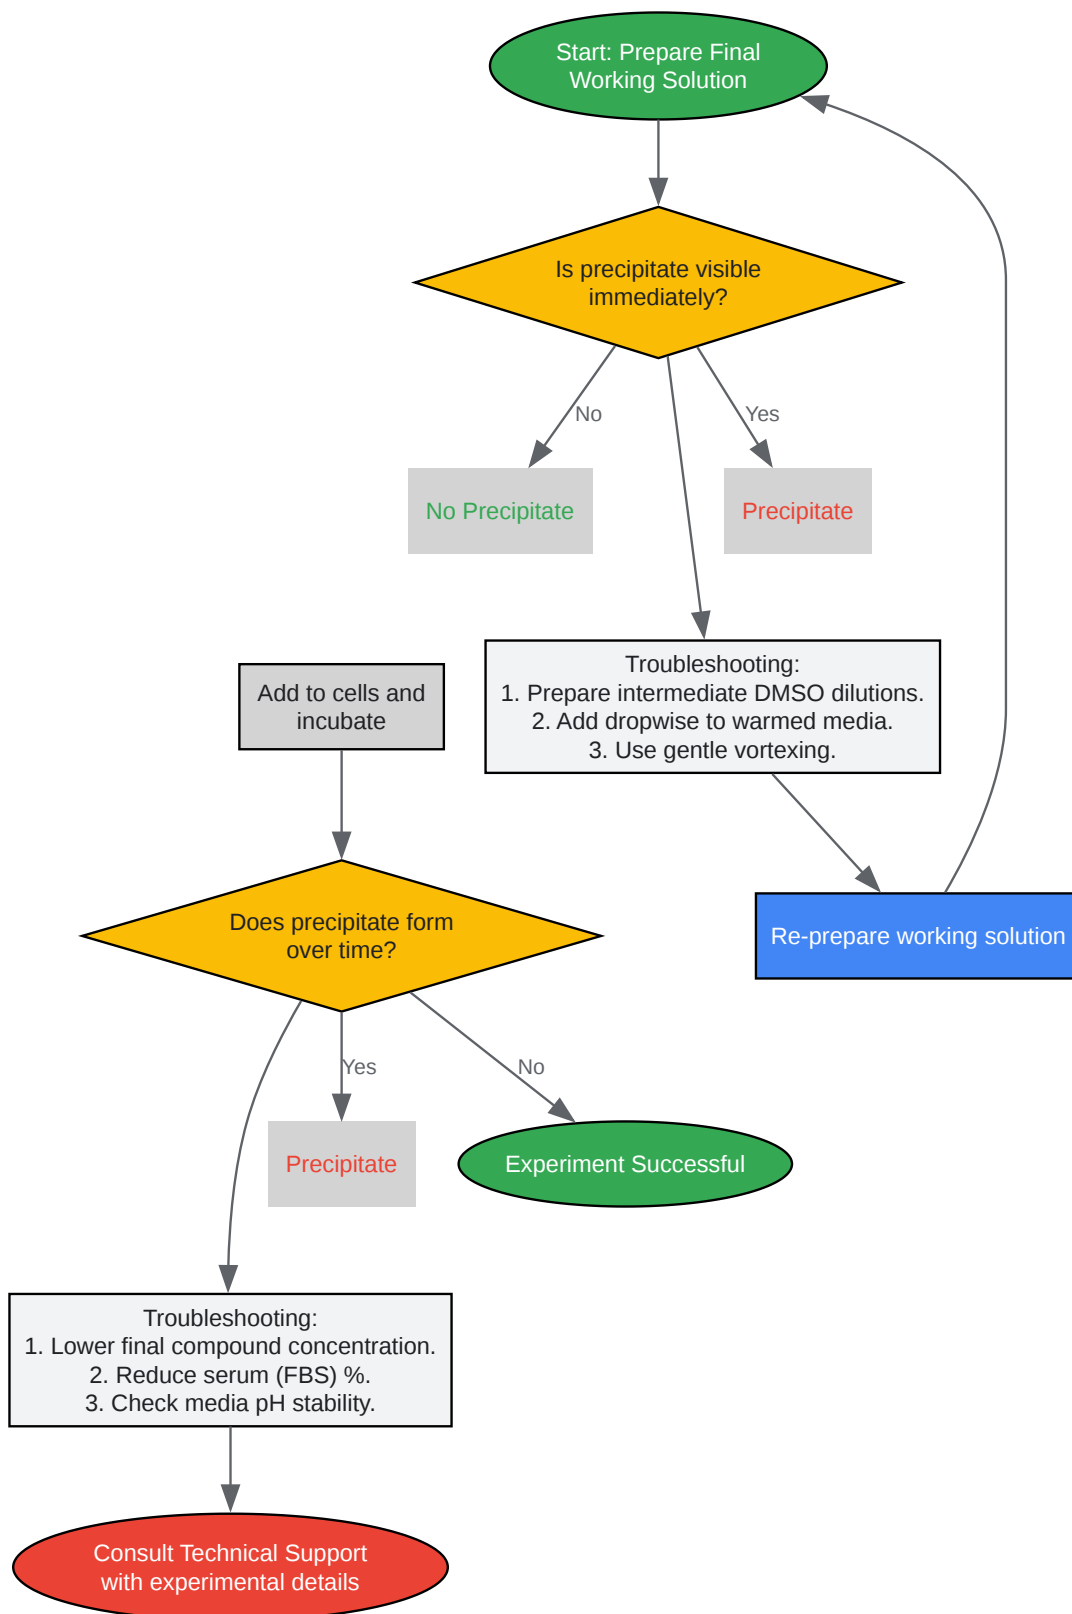 Start: Prepare Final
Working Solution
Is precipitate visible
immediately?
No
Yes
No Precipitate
Precipitate
Troubleshooting:
1. Prepare intermediate DMSO dilutions.
2. Add dropwise to warmed media.
3. Use gentle vortexing.
Add to cells and
incubate
Re-prepare working solution
Does precipitate form
over time?
Yes
No
Precipitate
Experiment Successful
Troubleshooting:
1. Lower final compound concentration.
2. Reduce serum (FBS) %.
3. Check media pH stability.
Consult Technical Support
with experimental details